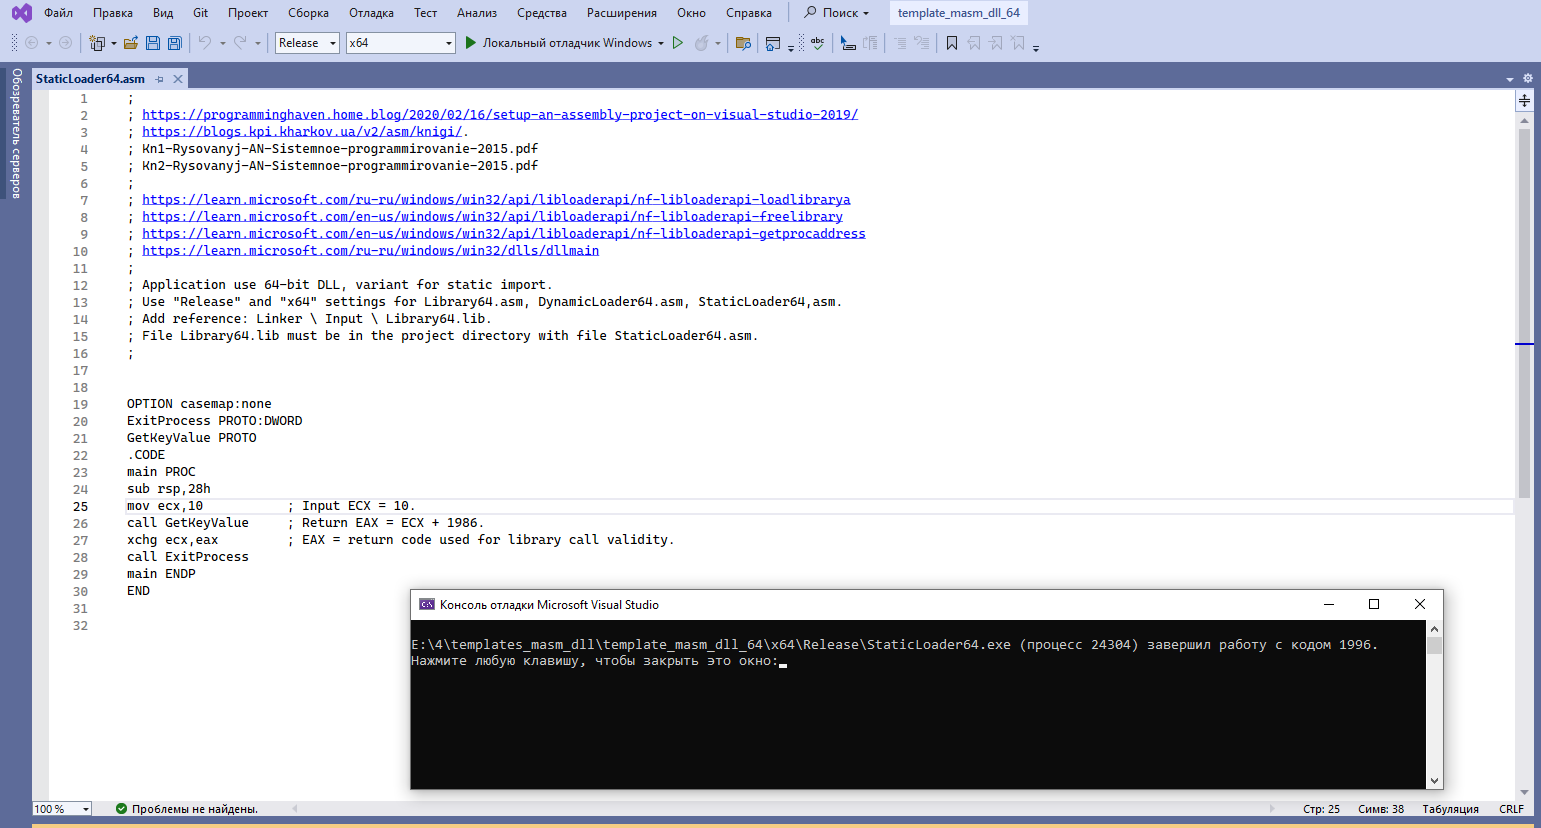 Файл Правка Вид Git Проект Сборка Отладка Тест Анализ Средства Расширения Окно Справка Поиск template_masm_dll_64
Release x64 Локальный отладчик Windows abc
Обозреватель серверов
StaticLoader64.asm
1 ;
2 ; https://programminghaven.home.blog/2020/02/16/setup-an-assembly-project-on-visual-studio-2019/
3 ; https://blogs.kpi.kharkov.ua/v2/asm/knigi/.
4 ; Kn1-Rysovanyj-AN-Sistemnoe-programmirovanie-2015.pdf
5 ; Kn2-Rysovanyj-AN-Sistemnoe-programmirovanie-2015.pdf
6 ;
7 ; https://learn.microsoft.com/ru-ru/windows/win32/api/libloaderapi/nf-libloaderapi-loadlibrarya
8 ; https://learn.microsoft.com/en-us/windows/win32/api/libloaderapi/nf-libloaderapi-freelibrary
9 ; https://learn.microsoft.com/en-us/windows/win32/api/libloaderapi/nf-libloaderapi-getprocaddress
10 ; https://learn.microsoft.com/ru-ru/windows/win32/dlls/dllmain
11 ;
12 ; Application use 64-bit DLL, variant for static import.
13 ; Use "Release" and "x64" settings for Library64.asm, DynamicLoader64.asm, StaticLoader64,asm.
14 ; Add reference: Linker \ Input \ Library64.lib.
15 ; File Library64.lib must be in the project directory with file StaticLoader64.asm.
16 ;
17
18
19 OPTION casemap:none
20 ExitProcess PROTO:DWORD
21 GetKeyValue PROTO
22 .CODE
23 main PROC
24 sub rsp,28h
25 mov ecx,10 ; Input ECX = 10.
26 call GetKeyValue ; Return EAX = ECX + 1986.
27 xchg ecx,eax ; EAX = return code used for library call validity.
28 call ExitProcess
29 main ENDP
30 END
31
32
Консоль отладки Microsoft Visual Studio
E:\4\templates_masm_dll\template_masm_dll_64\x64\Release\StaticLoader64.exe (процесс 24304) завершил работу с кодом 1996.
Нажмите любую клавишу, чтобы закрыть это окно:
100 % Проблемы не найдены. Стр: 25 Симв: 38 Табуляция CRLF